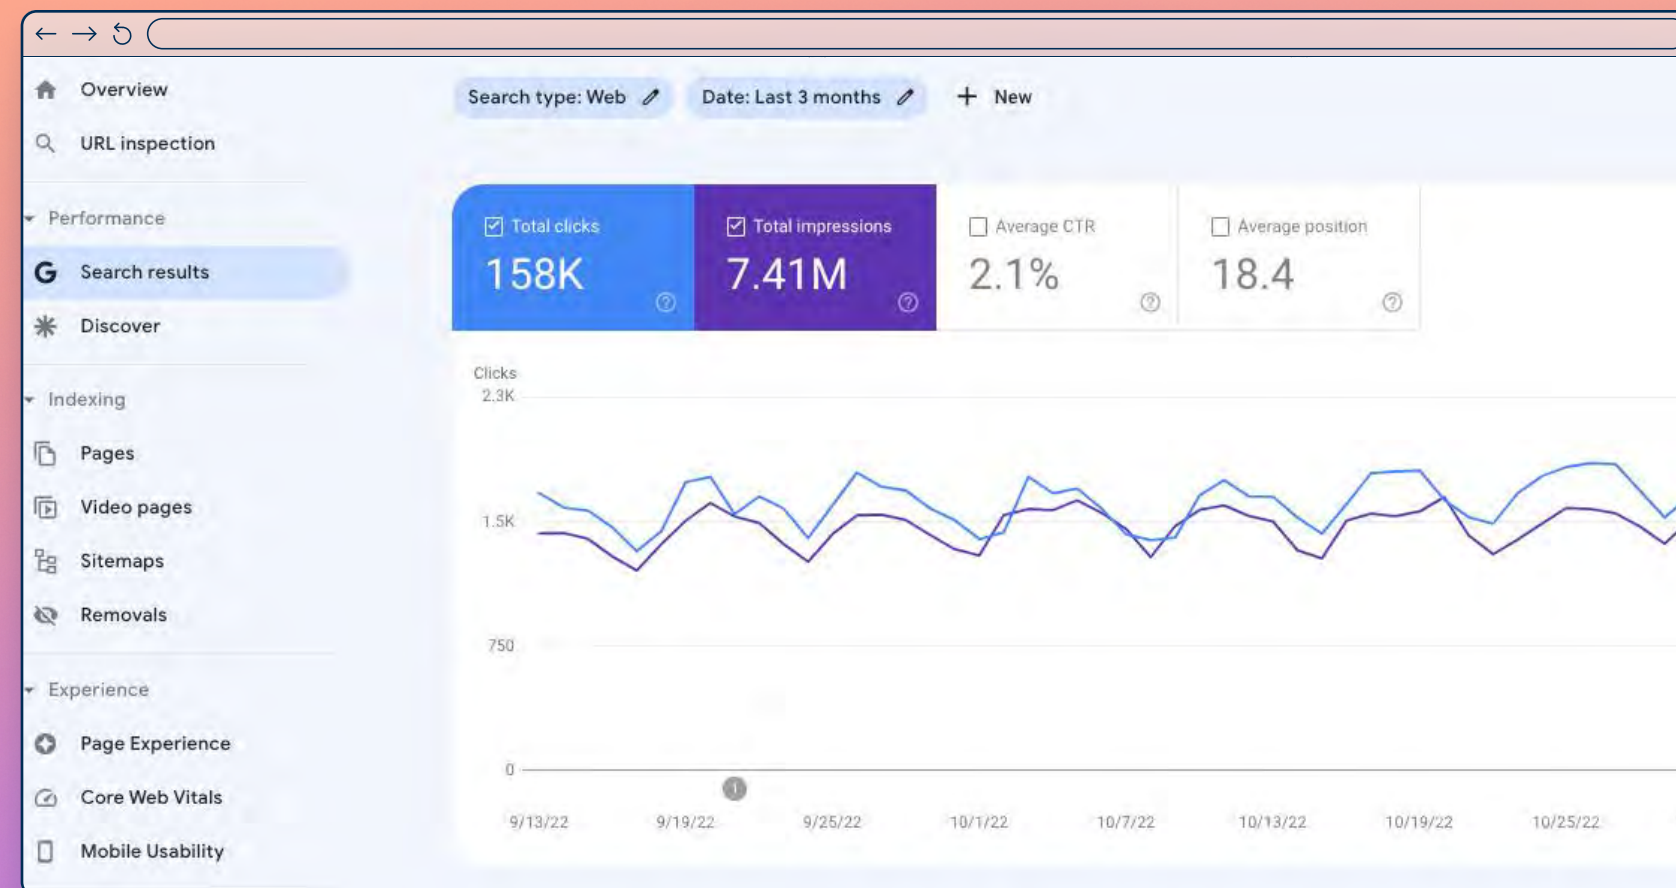 Overview
URL inspection
Performance
Search results
Discover
Indexing
Pages
Video pages
Sitemaps
Removals
Experience
Page Experience
Core Web Vitals
Mobile Usability
Search type: Web
Date: Last 3 months
+ New
Total clicks
158K
Total impressions
7.41M
Average CTR
2.1%
Average position
18.4
Clicks
2.3K
1.5K
750
0
9/13/22 9/19/22 9/25/22 10/1/22 10/7/22 10/13/22 10/19/22 10/25/22